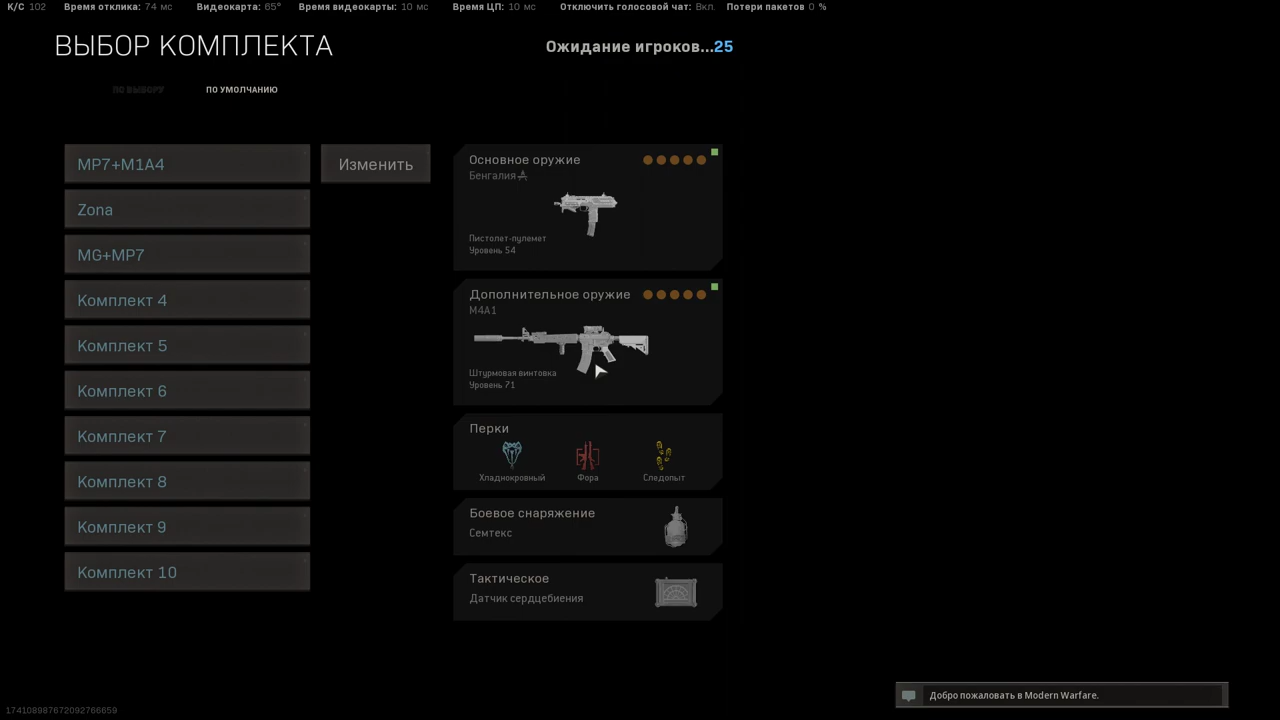 К/С 102 Время отклика: 74 мс Видеокарта: 65° Время видеокарты: 10 мс Время ЦП: 10 мс Отключить голосовой чат: Вкл. Потери пакетов 0 %
ВЫБОР КОМПЛЕКТА
Ожидание игроков...25
ПО ВЫБОРУ ПО УМОЛЧАНИЮ
MP7+M1A4
Изменить
Zona
MG+MP7
Комплект 4
Комплект 5
Комплект 6
Комплект 7
Комплект 8
Комплект 9
Комплект 10
Основное оружие
Бенгалия
Пистолет-пулемет
Уровень 54
Дополнительное оружие
M4A1
Штурмовая винтовка
Уровень 71
Перки
Хладнокровный Фора Следопыт
Боевое снаряжение
Семтекс
Тактическое
Датчик сердцебиения
Добро пожаловать в Modern Warfare.